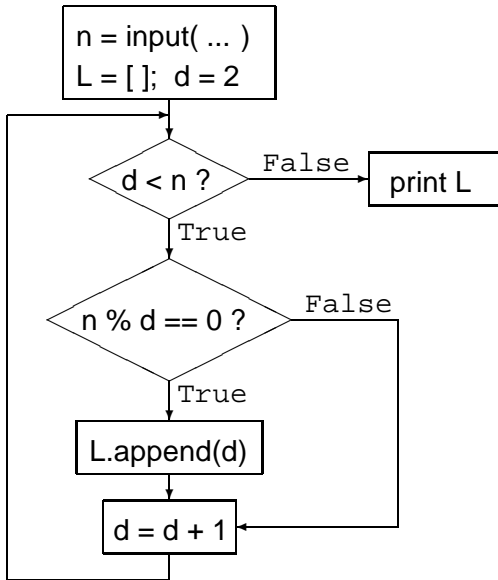 n = input( ... )
L = [ ]; d = 2
d < n ?
False
print L
True
n % d == 0 ?
False
True
L.append(d)
d = d + 1